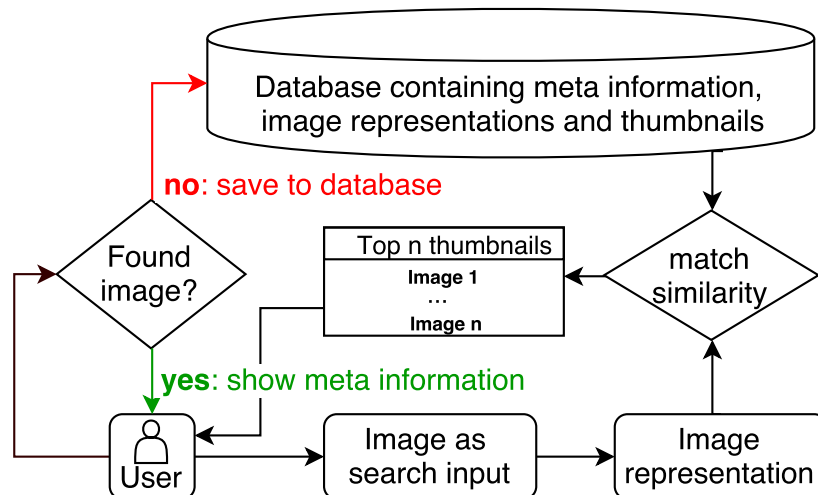 Database containing meta information,
image representations and thumbnails
no: save to database
Found
image?
Top n thumbnails
Image 1
...
Image n
match
similarity
yes: show meta information
User
Image as
search input
Image
representation